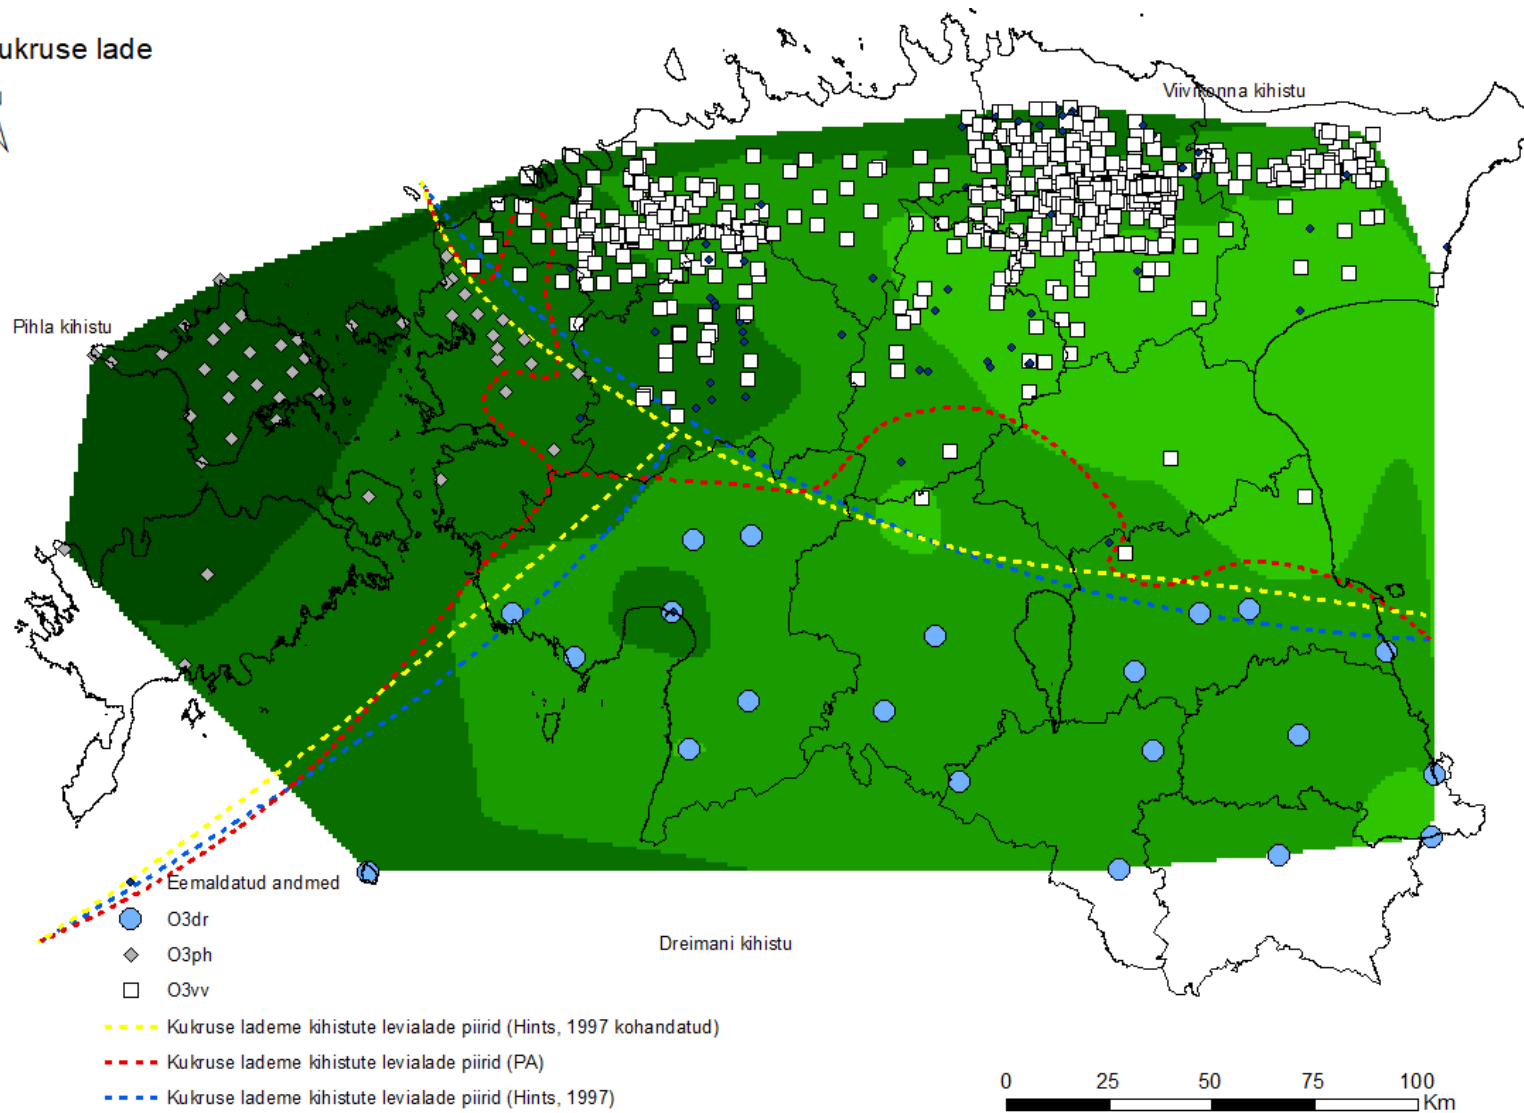 ukruse lade
Viivikonna kihistu
Pihla kihistu
Eemaldatud andmed
O3dr
Dreimani kihistu
O3ph
O3vv
Kukruse lademe kihistute levialade piirid (Hints, 1997 kohandatud)
Kukruse lademe kihistute levialade piirid (PA)
Kukruse lademe kihistute levialade piirid (Hints, 1997)
0 25 50 75 100
Km